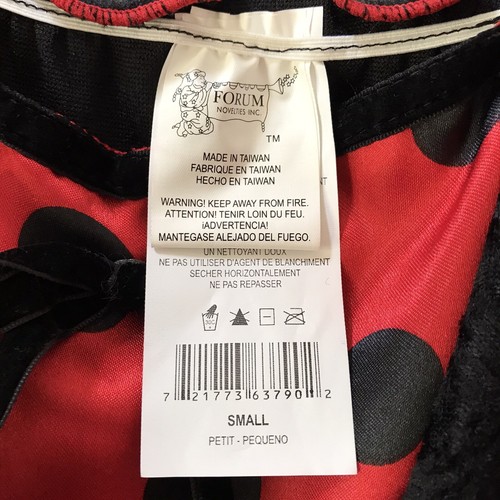 FORUM
NOVELTIES INC.
TM
MADE IN TAIWAN
FABRIQUE EN TAIWAN
HECHO EN TAIWAN
WARNING! KEEP AWAY FROM FIRE.
ATTENTION! TENIR LOIN DU FEU.
¡ADVERTENCIA!
MANTEGASE ALEJADO DEL FUEGO.
UN NETTOYANT DOUX
NE PAS UTILISER D'AGENT DE BLANCHIMENT
SECHER HORIZONTALEMENT
NE PAS REPASSER
7 21773 63790 2
SMALL
PETIT - PEQUENO